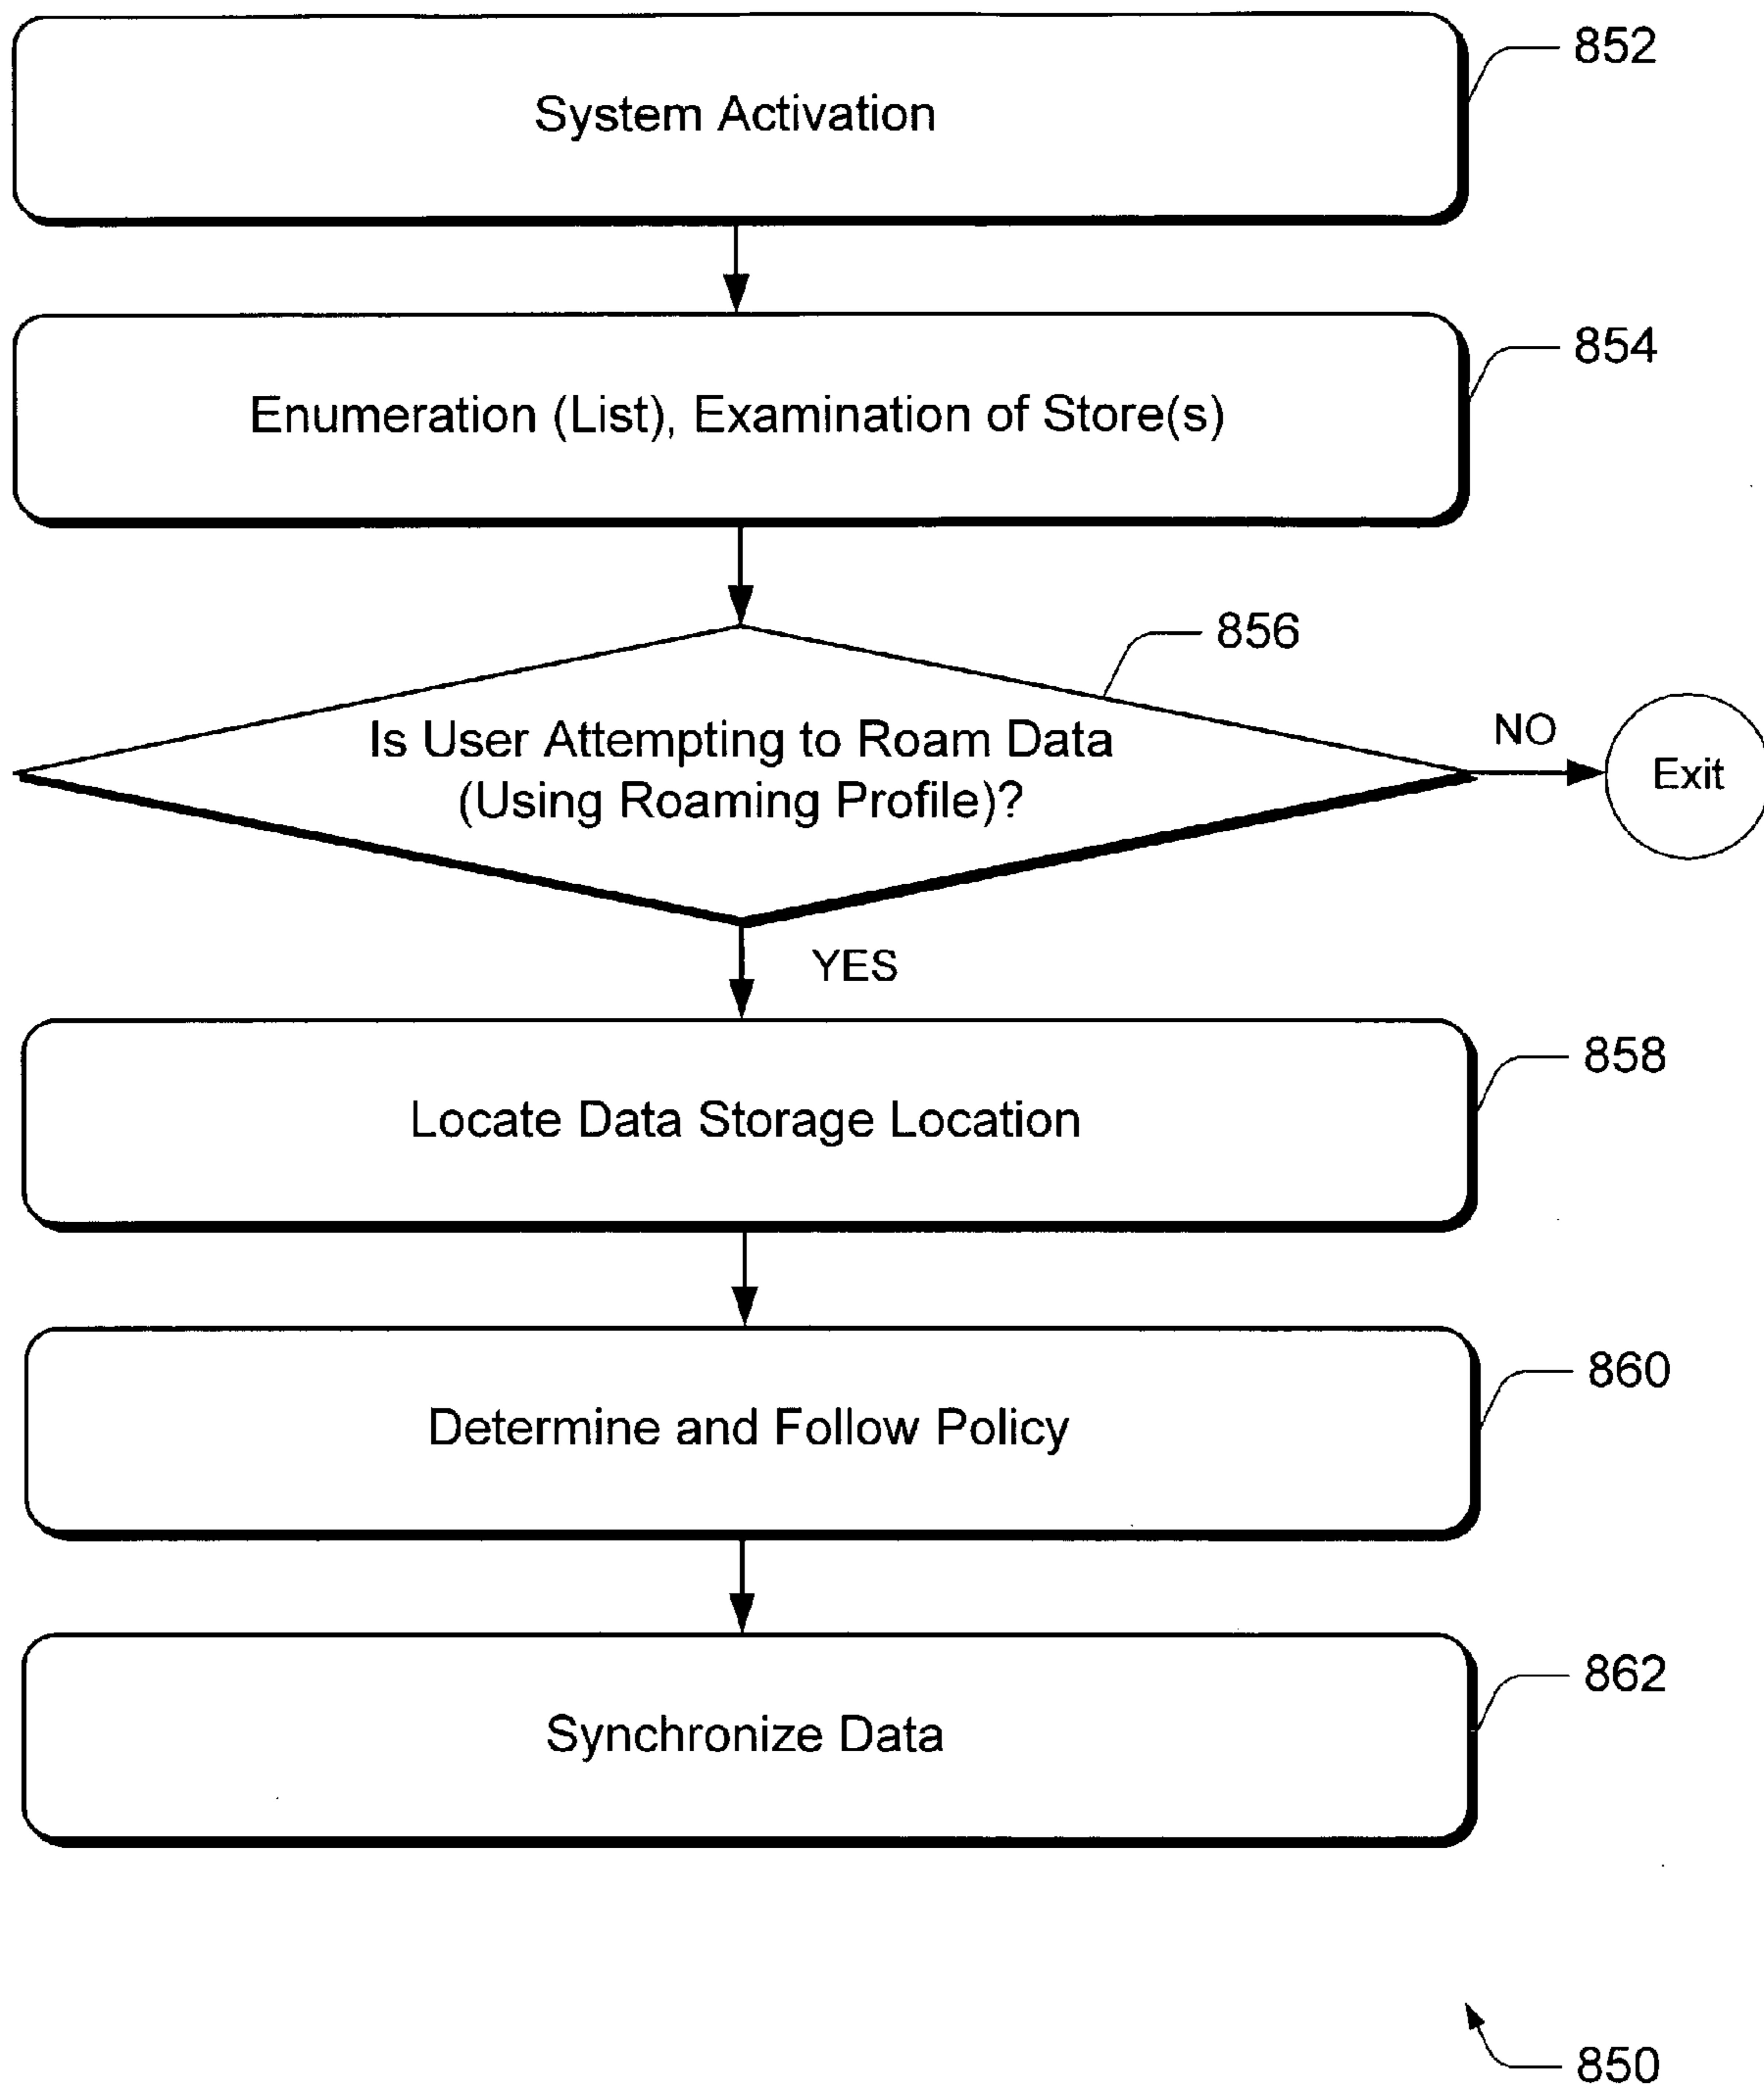 852
System Activation
854
Enumeration (List), Examination of Store(s)
856
Is User Attempting to Roam Data
(Using Roaming Profile)?
NO
Exit
YES
858
Locate Data Storage Location
860
Determine and Follow Policy
862
Synchronize Data
850